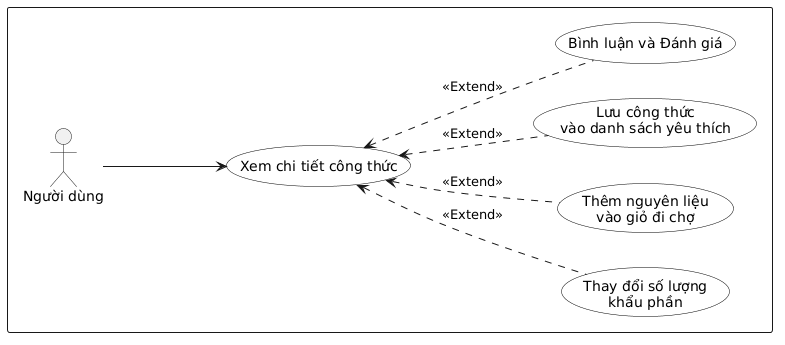 Bình luận và Đánh giá
«Extend»
Lưu công thức
vào danh sách yêu thích
«Extend»
Xem chi tiết công thức
Người dùng
«Extend»
Thêm nguyên liệu
vào giỏ đi chợ
«Extend»
Thay đổi số lượng
khẩu phần